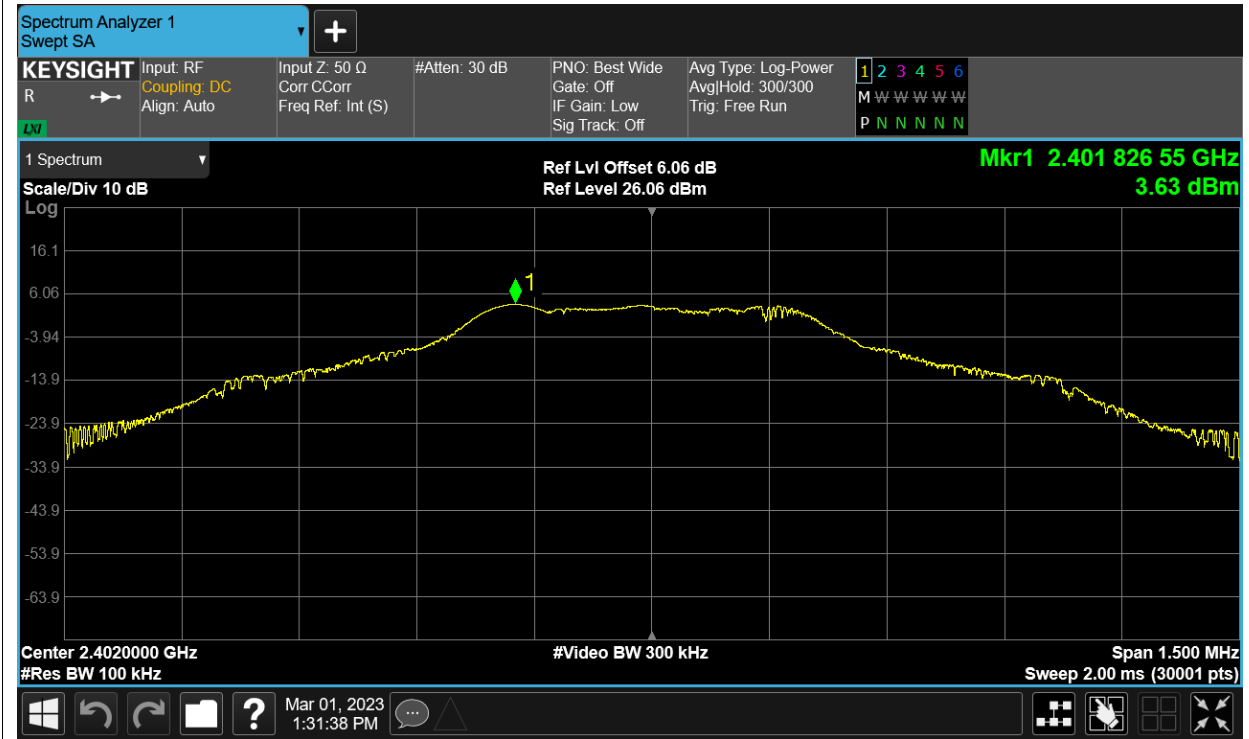 Spectrum Analyzer 1
Swept SA
KEYSIGHT
R
LXI
Input: RF
Coupling: DC
Align: Auto
Input Z: 50 Ω
Corr CCorr
Freq Ref: Int (S)
#Atten: 30 dB
PNO: Best Wide
Gate: Off
IF Gain: Low
Sig Track: Off
Avg Type: Log-Power
Avg|Hold: 300/300
Trig: Free Run
1 2 3 4 5 6
M W W W W W
P N N N N N
1 Spectrum
Scale/Div 10 dB
Ref Lvl Offset 6.06 dB
Ref Level 26.06 dBm
Mkr1 2.401 826 55 GHz
3.63 dBm
Log
16.1
6.06
-3.94
-13.9
-23.9
-33.9
-43.9
-53.9
-63.9
1
Center 2.4020000 GHz
#Res BW 100 kHz
#Video BW 300 kHz
Span 1.500 MHz
Sweep 2.00 ms (30001 pts)
?
Mar 01, 2023
1:31:38 PM